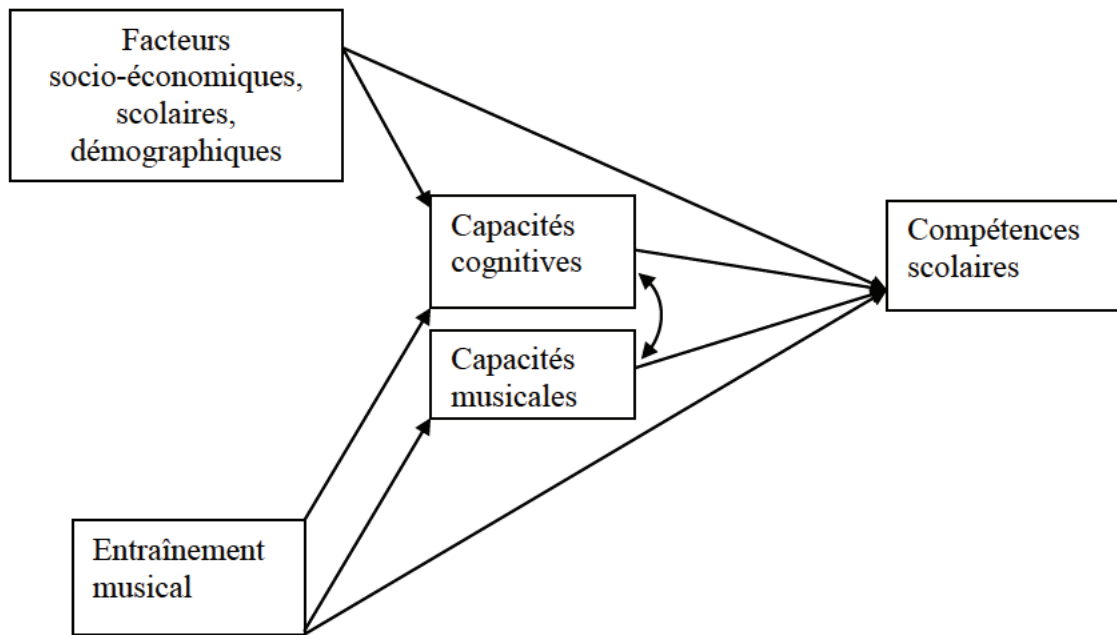 Facteurs
socio-économiques,
scolaires,
démographiques
Capacités
cognitives
Compétences
scolaires
Capacités
musicales
Entraînement
musical